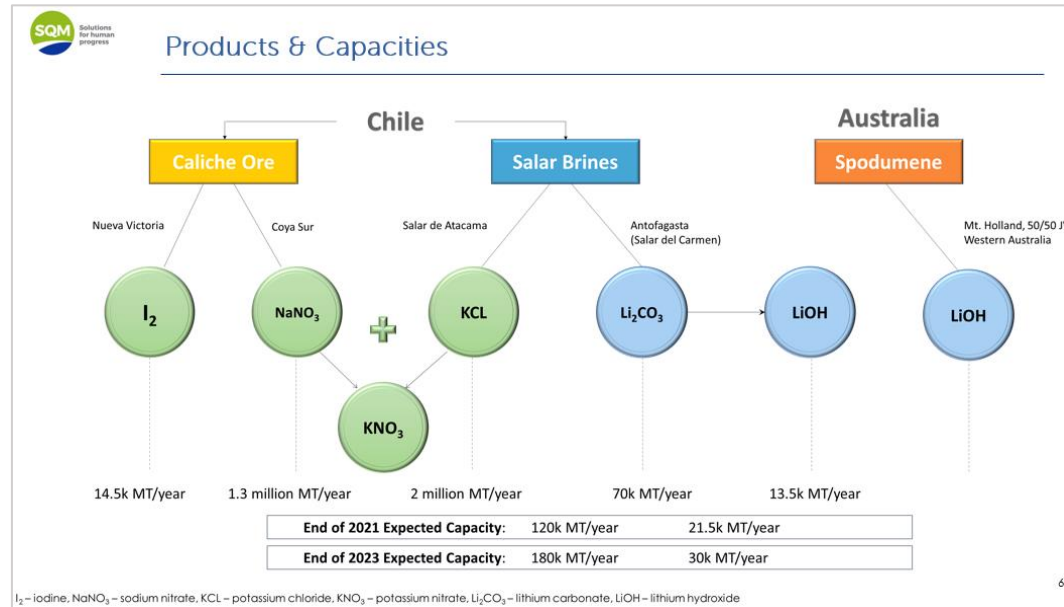 SQM Solutions
for human
progress
Products & Capacities
Chile
Australia
Caliche Ore
Salar Brines
Spodumene
Nueva Victoria
Coya Sur
Salar de Atacama
Antofagasta
(Salar del Carmen)
Mt. Holland, 50/50 J
Western Australia
I₂
NaNO₃
KCL
Li₂CO₃
LiOH
LiOH
KNO₃
14.5k MT/year
1.3 million MT/year
2 million MT/year
70k MT/year
13.5k MT/year
End of 2021 Expected Capacity: 120k MT/year 21.5k MT/year
End of 2023 Expected Capacity: 180k MT/year 30k MT/year
6
I₂ – iodine, NaNO₃ – sodium nitrate, KCL – potassium chloride, KNO₃ – potassium nitrate, Li₂CO₃ – lithium carbonate, LiOH – lithium hydroxide